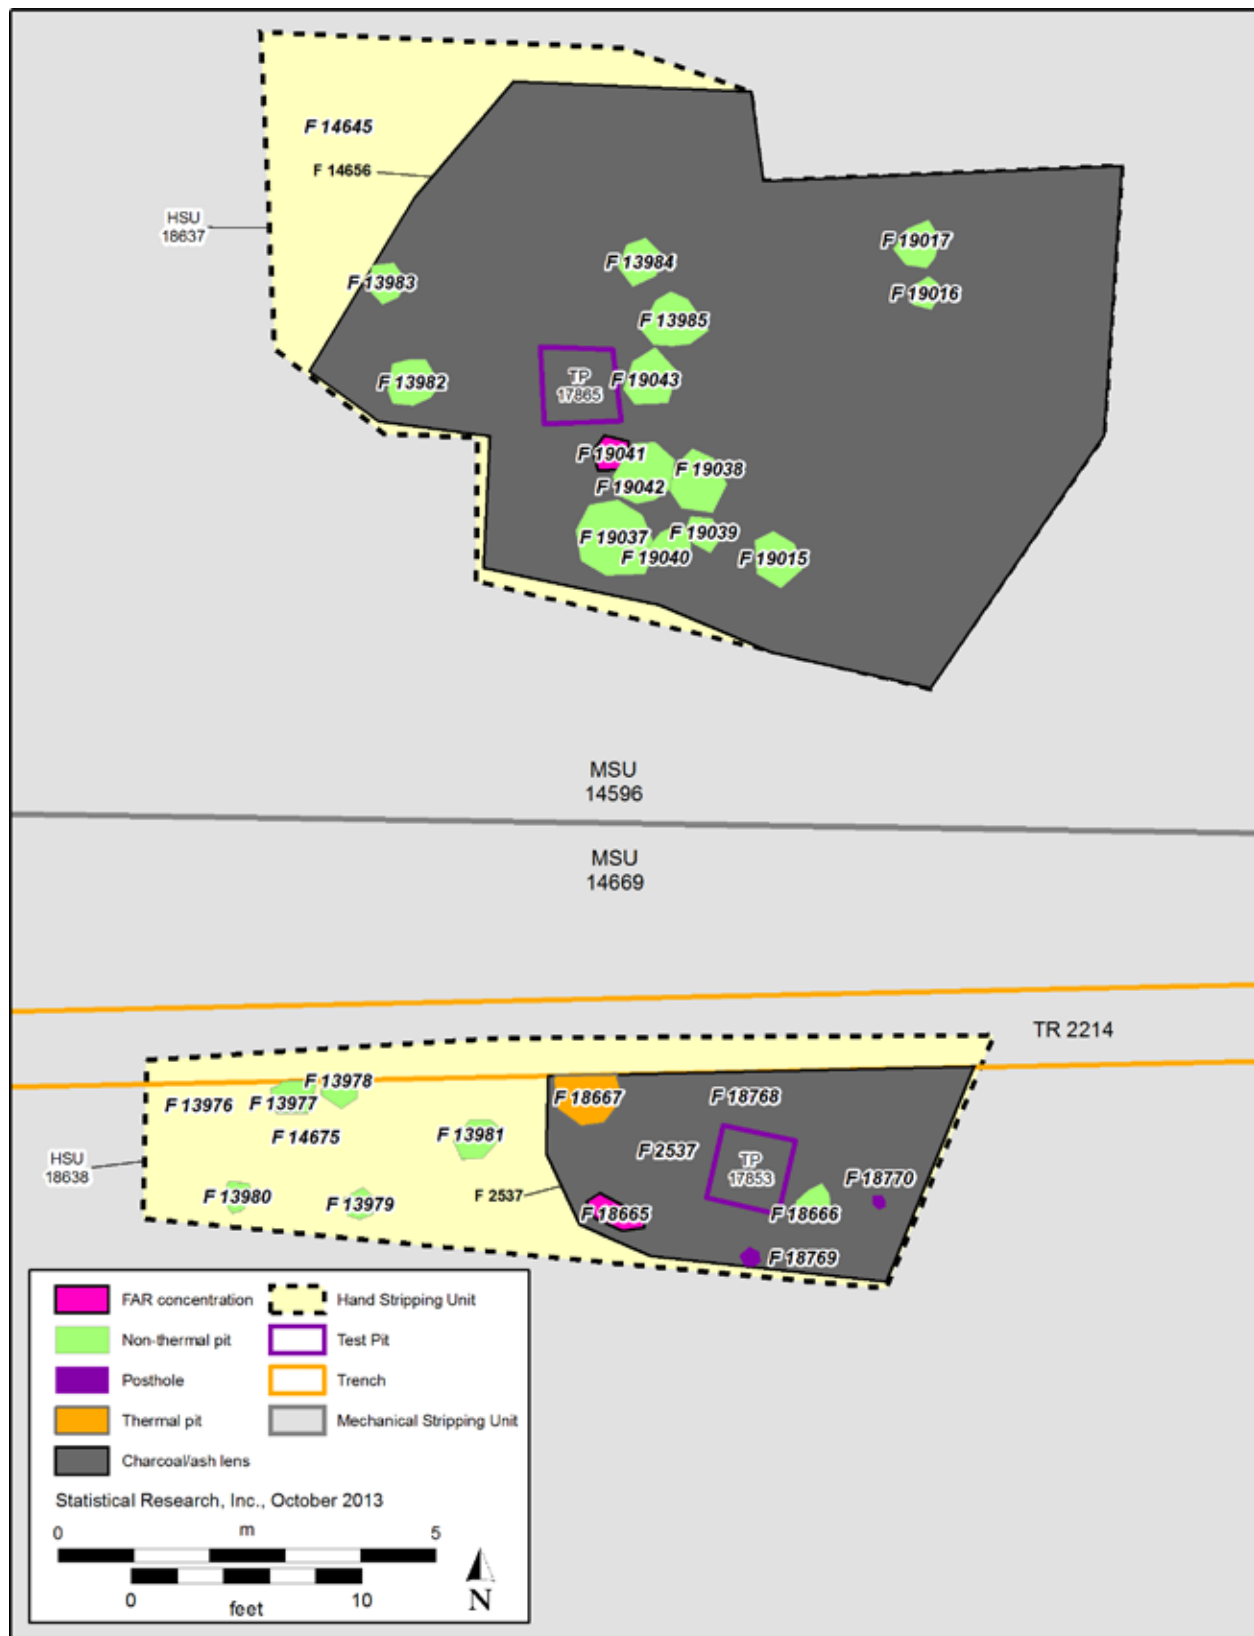 F 14645
F 14656
HSU
18637
F 19017
F 13984
F 13983
F 19016
F 13985
TP
17865
F 19043
F 13982
F 19041
F 19038
F 19042
F 19037
F 19039
F 19040
F 19015
MSU
14596
MSU
14669
TR 2214
F 13978
F 13976
F 13977
F 18667
F 18768
F 14675
F 13981
F 2537
HSU
18638
TP
17853
F 18770
F 13980
F 13979
F 2537
F 18665
F 18666
F 18769
FAR concentration
Hand Stripping Unit
Non-thermal pit
Test Pit
Posthole
Trench
Thermal pit
Mechanical Stripping Unit
Charcoal/ash lens
Statistical Research, Inc., October 2013
0 m 5
0 feet 10
N